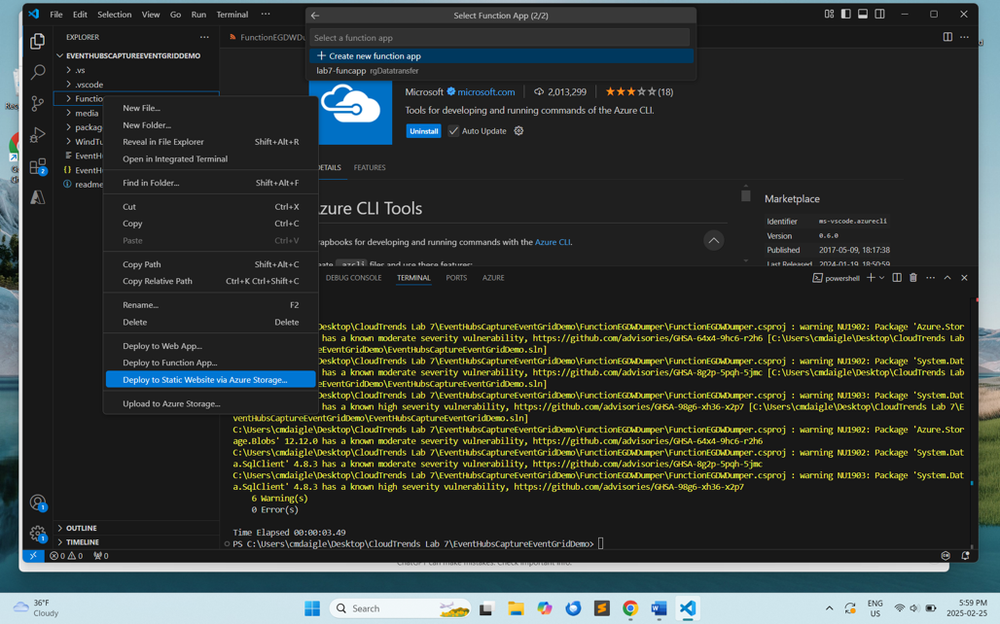 File Edit Selection View Go Run Terminal ···
Select Function App (2/2)
Select a function app
Create new function app
lab7-funcapp rgDatatransfer
EXPLORER
EVENTHUBSCAPTUREEVENTGRIDDEMO
.vs
.vscode
Functio
media
packag
WindTu
EventHu
EventHu
readme
OUTLINE
TIMELINE
FunctionEGDWDu
New File...
New Folder...
Reveal in File Explorer Shift+Alt+R
Open in Integrated Terminal
Find in Folder... Shift+Alt+F
Cut Ctrl+X
Copy Ctrl+C
Paste Ctrl+V
Copy Path Shift+Alt+C
Copy Relative Path Ctrl+K Ctrl+Shift+C
Rename... F2
Delete Delete
Deploy to Web App...
Deploy to Function App...
Deploy to Static Website via Azure Storage...
Upload to Azure Storage...
Microsoft microsoft.com 2,013,299 (18)
Tools for developing and running commands of the Azure CLI.
Uninstall Auto Update
DETAILS FEATURES
Azure CLI Tools
rapbooks for developing and running commands with the Azure CLI.
eate .azcli files and use these features:
Marketplace
Identifier ms-vscode.azurecli
Version 0.6.0
Published 2017-05-09, 18:17:38
Last Released 2024-01-19, 18:50:59
DEBUG CONSOLE TERMINAL PORTS AZURE
powershell
Desktop\CloudTrends Lab 7\EventHubsCaptureEventGridDemo\FunctionEGDWDumper\FunctionEGDWDumper.csproj : warning NU1902: Package 'Azure.Stor
has a known moderate severity vulnerability, https://github.com/advisories/GHSA-64x4-9hc6-r2h6 [C:\Users\cmdaigle\Desktop\CloudTrends Lab
reEventGridDemo\EventHubsCaptureEventGridDemo.sln]
Desktop\CloudTrends Lab 7\EventHubsCaptureEventGridDemo\FunctionEGDWDumper\FunctionEGDWDumper.csproj : warning NU1902: Package 'System.Dat
has a known moderate severity vulnerability, https://github.com/advisories/GHSA-8g2p-5pqh-5jmc [C:\Users\cmdaigle\Desktop\CloudTrends Lab
reEventGridDemo\EventHubsCaptureEventGridDemo.sln]
Desktop\CloudTrends Lab 7\EventHubsCaptureEventGridDemo\FunctionEGDWDumper\FunctionEGDWDumper.csproj : warning NU1903: Package 'System.Dat
has a known high severity vulnerability, https://github.com/advisories/GHSA-98g6-xh36-x2p7 [C:\Users\cmdaigle\Desktop\CloudTrends Lab 7\E
ventHubsCaptureEventGridDemo\EventHubsCaptureEventGridDemo.sln]
C:\Users\cmdaigle\Desktop\CloudTrends Lab 7\EventHubsCaptureEventGridDemo\FunctionEGDWDumper\FunctionEGDWDumper.csproj : warning NU1902: Package 'Azure.Stor
age.Blobs' 12.12.0 has a known moderate severity vulnerability, https://github.com/advisories/GHSA-64x4-9hc6-r2h6
C:\Users\cmdaigle\Desktop\CloudTrends Lab 7\EventHubsCaptureEventGridDemo\FunctionEGDWDumper\FunctionEGDWDumper.csproj : warning NU1902: Package 'System.Dat
a.SqlClient' 4.8.3 has a known moderate severity vulnerability, https://github.com/advisories/GHSA-8g2p-5pqh-5jmc
C:\Users\cmdaigle\Desktop\CloudTrends Lab 7\EventHubsCaptureEventGridDemo\FunctionEGDWDumper\FunctionEGDWDumper.csproj : warning NU1903: Package 'System.Dat
a.SqlClient' 4.8.3 has a known high severity vulnerability, https://github.com/advisories/GHSA-98g6-xh36-x2p7
6 Warning(s)
0 Error(s)
Time Elapsed 00:00:03.49
PS C:\Users\cmdaigle\Desktop\CloudTrends Lab 7\EventHubsCaptureEventGridDemo>
0 0 0
ChatGPT can make mistakes. Check important info.
36°F
Cloudy
Search
ENG
US
5:59 PM
2025-02-25